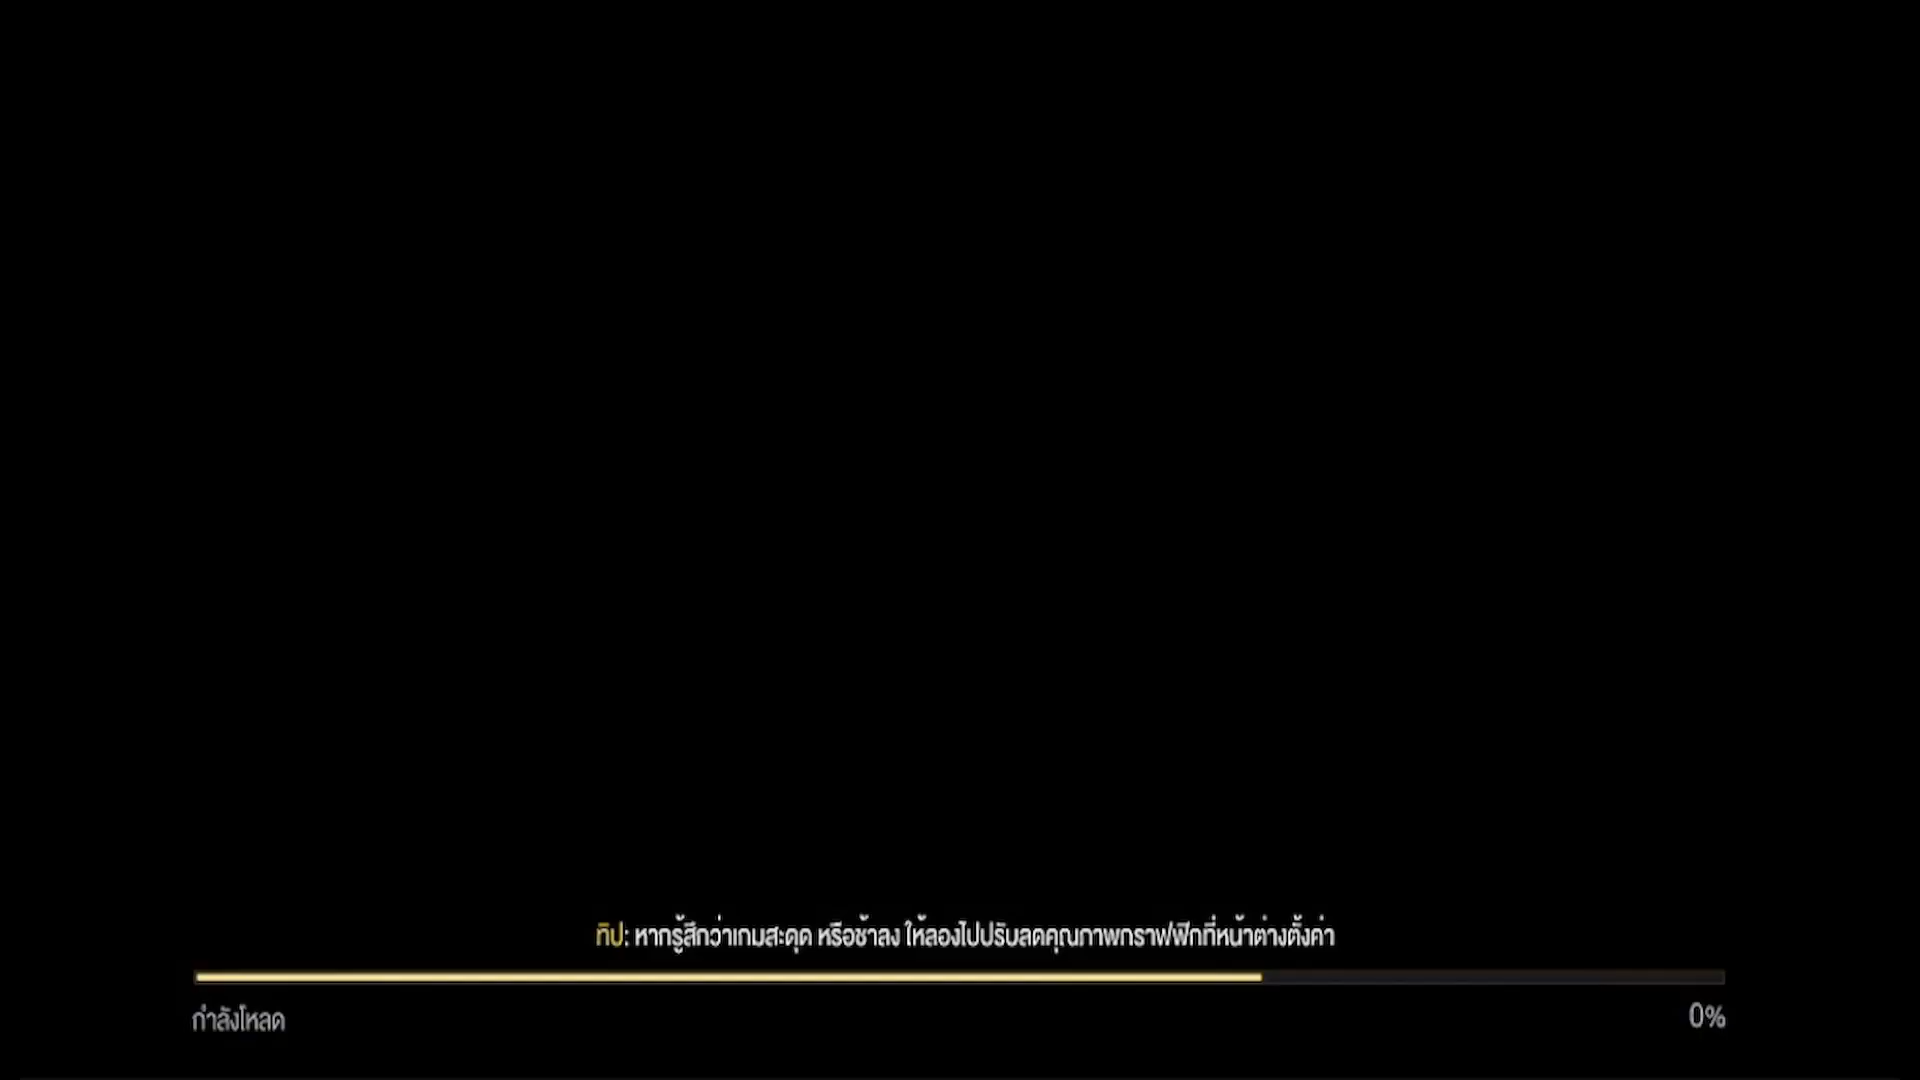 ทิป: หากรู้สึกว่าเกมสะดุด หรือช้าลง ให้ลองไปปรับลดคุณภาพกราฟฟิกที่หน้าต่างตั้งค่า
กำลังโหลด
0%